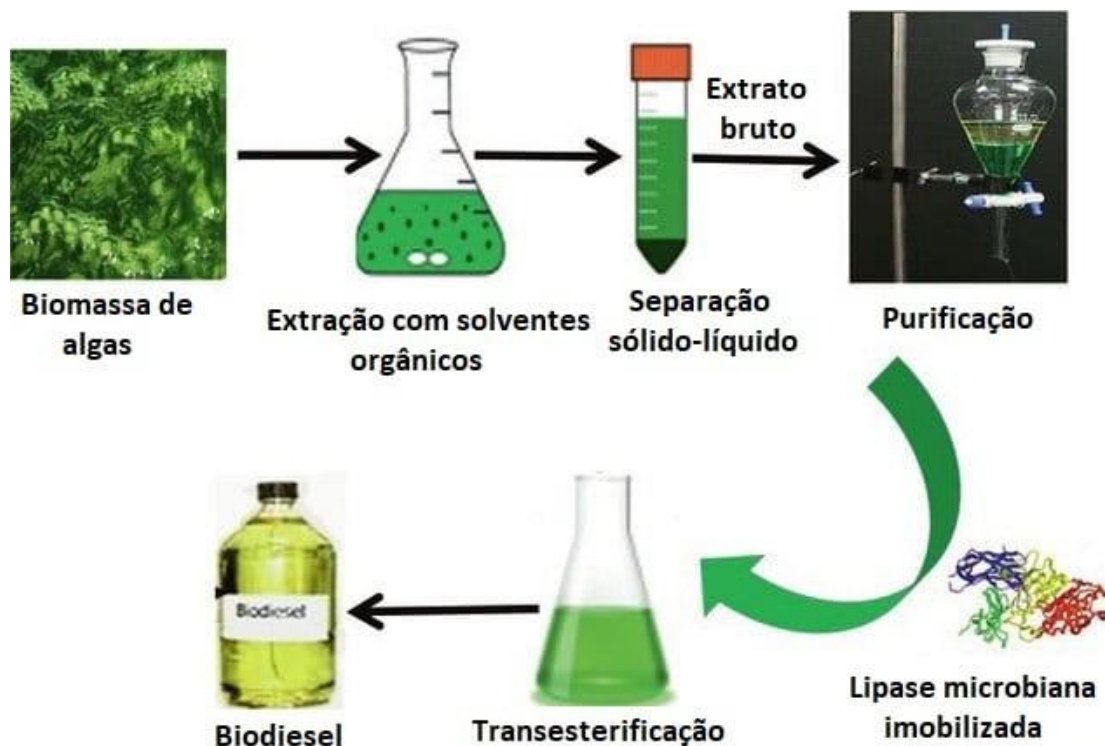 Extrato
bruto
Biomassa de
algas
Extração com solventes
orgânicos
Separação
sólido-líquido
Purificação
Lipase microbiana
imobilizada
Transesterificação
Biodiesel
Biodiesel